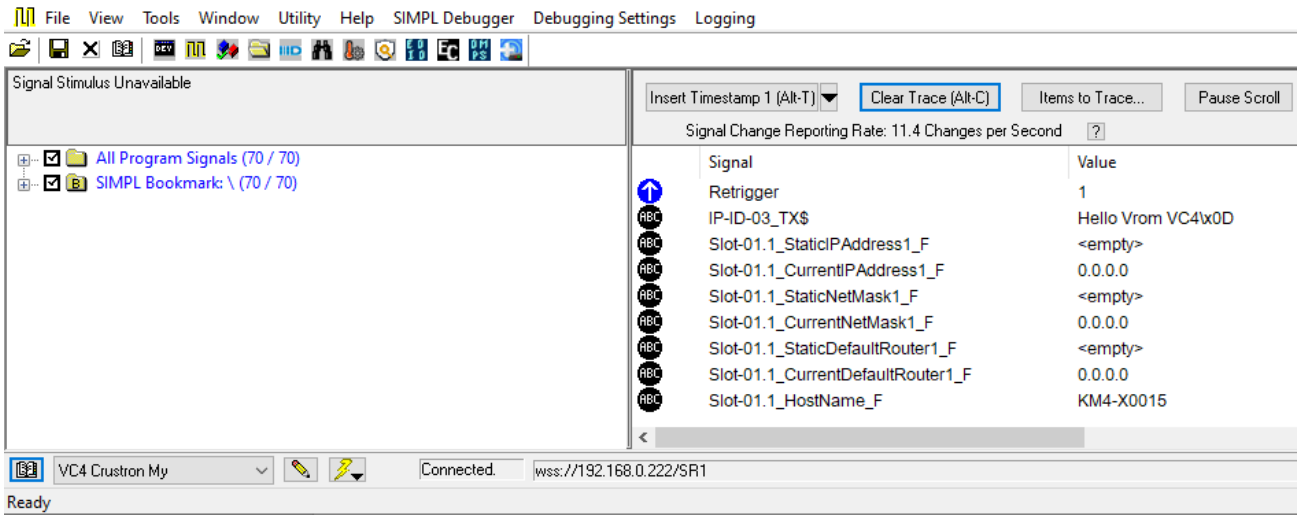 File View Tools Window Utility Help SIMPL Debugger Debugging Settings Logging
Signal Stimulus Unavailable
Insert Timestamp 1 (Alt-T) Clear Trace (Alt-C) Items to Trace... Pause Scroll
Signal Change Reporting Rate: 11.4 Changes per Second ?
All Program Signals (70 / 70)
SIMPL Bookmark: \ (70 / 70)
Signal Value
Retrigger 1
IP-ID-03_TX$ Hello Vrom VC4\x0D
Slot-01.1_StaticIPAddress1_F <empty>
Slot-01.1_CurrentIPAddress1_F 0.0.0.0
Slot-01.1_StaticNetMask1_F <empty>
Slot-01.1_CurrentNetMask1_F 0.0.0.0
Slot-01.1_StaticDefaultRouter1_F <empty>
Slot-01.1_CurrentDefaultRouter1_F 0.0.0.0
Slot-01.1_HostName_F KM4-X0015
VC4 Crustron My Connected. wss://192.168.0.222/SR1
Ready